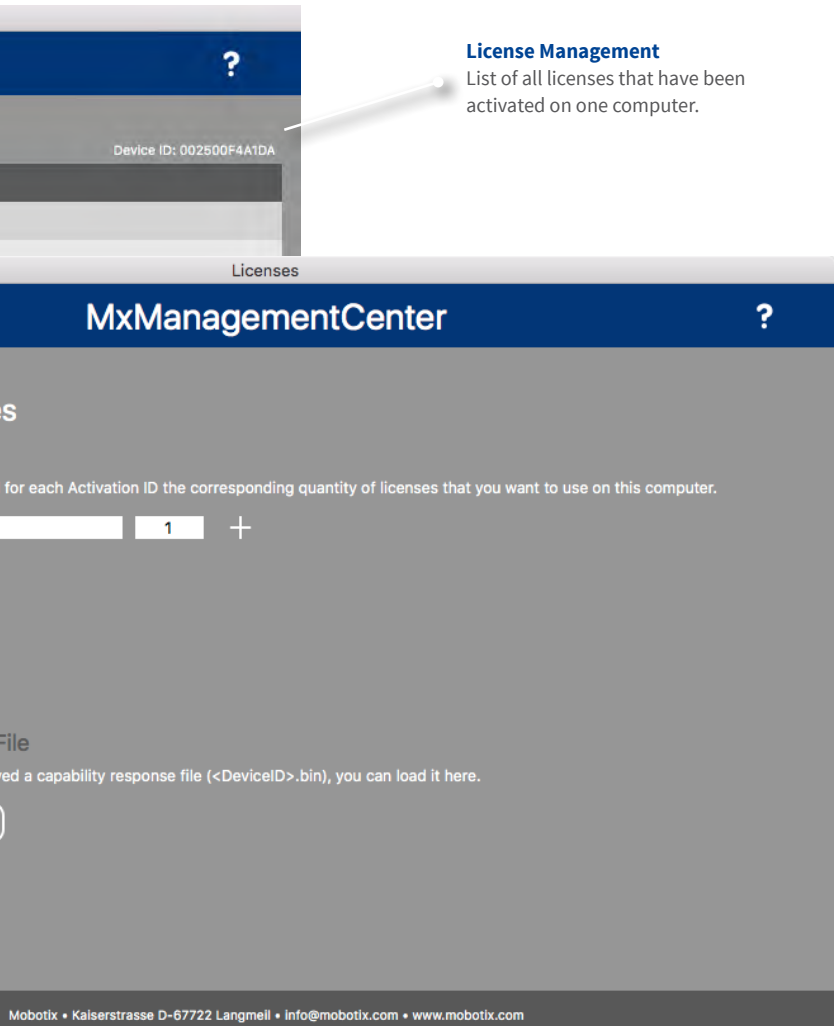 ?
License Management
List of all licenses that have been
activated on one computer.
Device ID: 002500F4A1DA
Licenses
MxManagementCenter ?
es
for each Activation ID the corresponding quantity of licenses that you want to use on this computer.
1 +
File
ved a capability response file (<DeviceID>.bin), you can load it here.
Mobotix • Kaiserstrasse D-67722 Langmeil • info@mobotix.com • www.mobotix.com